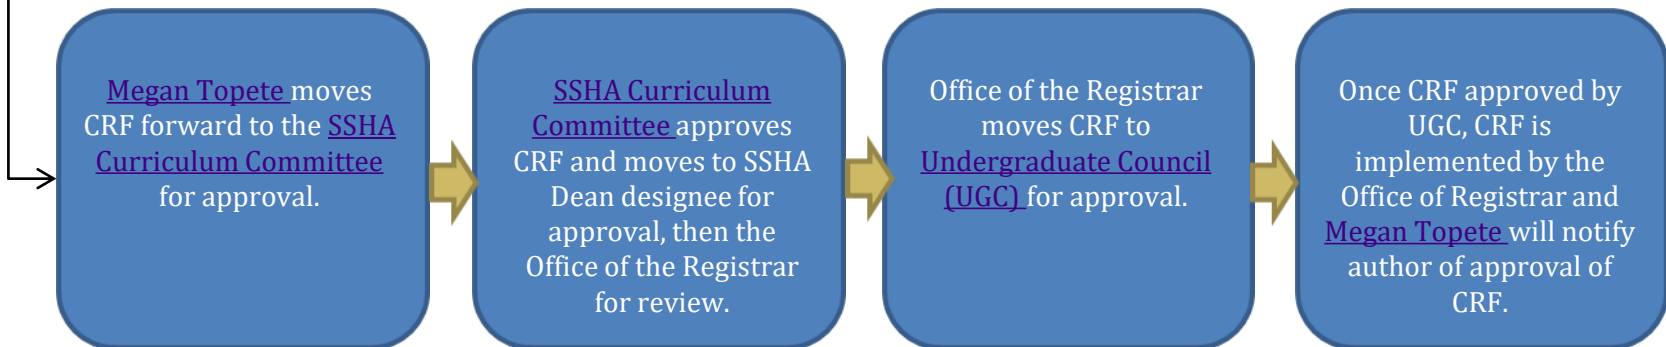 Megan Topete moves
CRF forward to the SSHA
Curriculum Committee
for approval.
SSHA Curriculum
Committee approves
CRF and moves to SSHA
Dean designee for
approval, then the
Office of the Registrar
for review.
Office of the Registrar
moves CRF to
Undergraduate Council
(UGC) for approval.
Once CRF approved by
UGC, CRF is
implemented by the
Office of Registrar and
Megan Topete will notify
author of approval of
CRF.